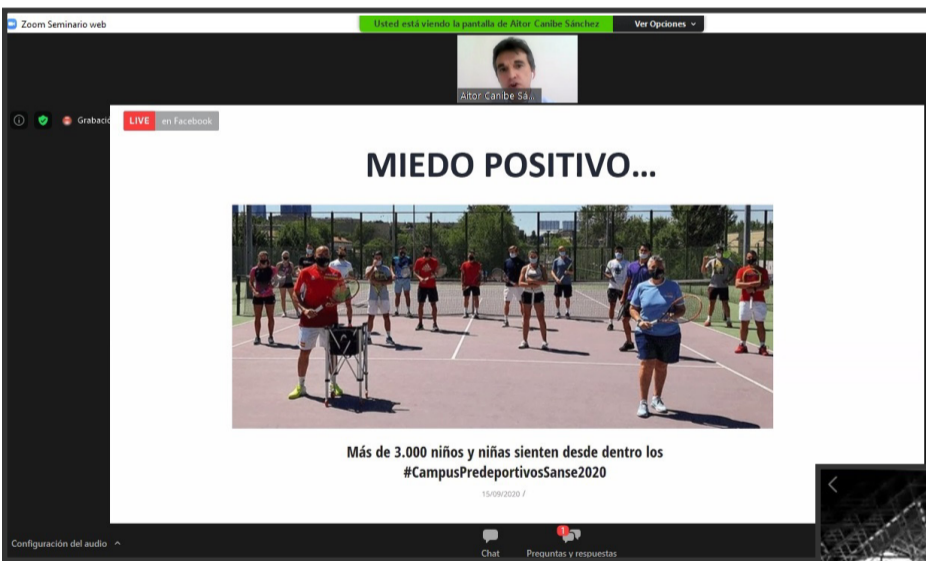 Zoom Seminario web
Usted está viendo la pantalla de Aitor Canibe Sánchez
Ver Opciones
Aitor Canibe Sá...
Grabació
LIVE en Facebook
MIEDO POSITIVO...
Más de 3.000 niños y niñas sienten desde dentro los
#CampusPredeportivosSanse2020
15/09/2020 /
Configuración del audio
1
Chat
Preguntas y respuestas